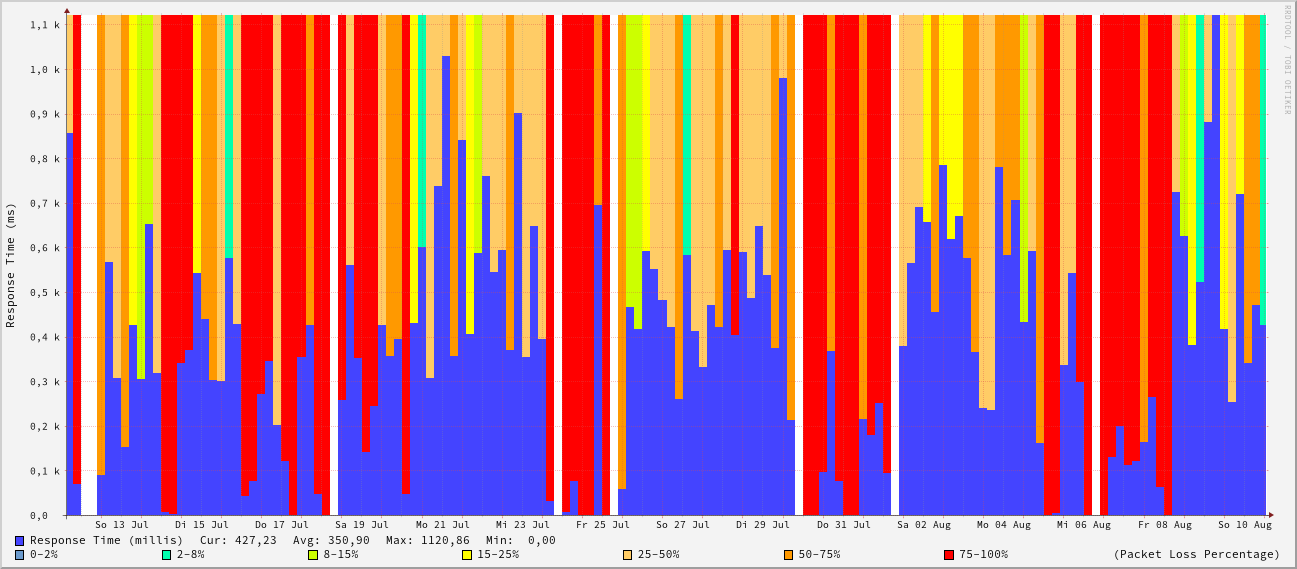 RRDTOOL / TOBI OETIKER
Response Time (ms)
1,1 k
1,0 k
0,9 k
0,8 k
0,7 k
0,6 k
0,5 k
0,4 k
0,3 k
0,2 k
0,1 k
0,0
So 13 Jul Di 15 Jul Do 17 Jul Sa 19 Jul Mo 21 Jul Mi 23 Jul Fr 25 Jul So 27 Jul Di 29 Jul Do 31 Jul Sa 02 Aug Mo 04 Aug Mi 06 Aug Fr 08 Aug So 10 Aug
Response Time (millis) Cur: 427,23 Avg: 350,90 Max: 1120,86 Min: 0,00
0-2% 2-8% 8-15% 15-25% 25-50% 50-75% 75-100% (Packet Loss Percentage)